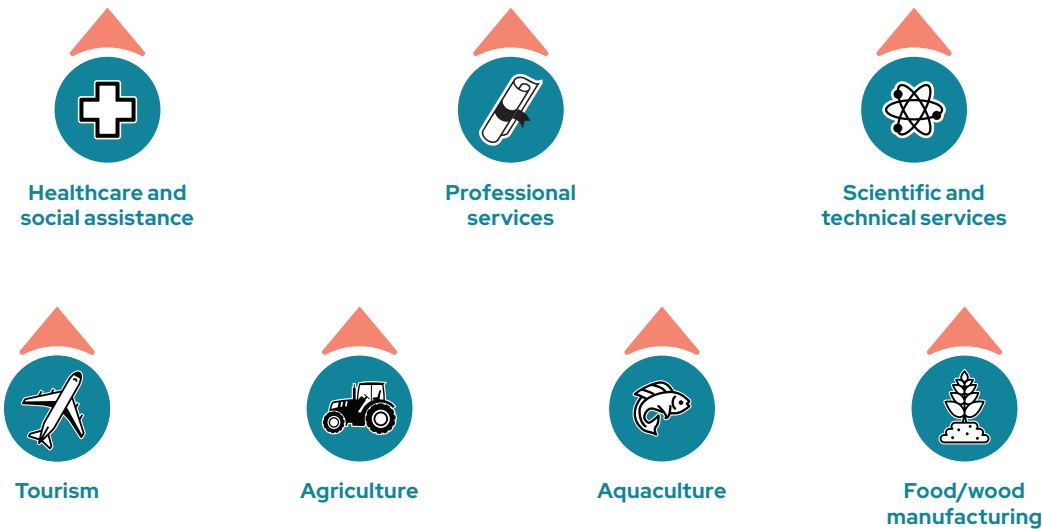 Healthcare and
social assistance
Professional
services
Scientific and
technical services
Tourism
Agriculture
Aquaculture
Food/wood
manufacturing